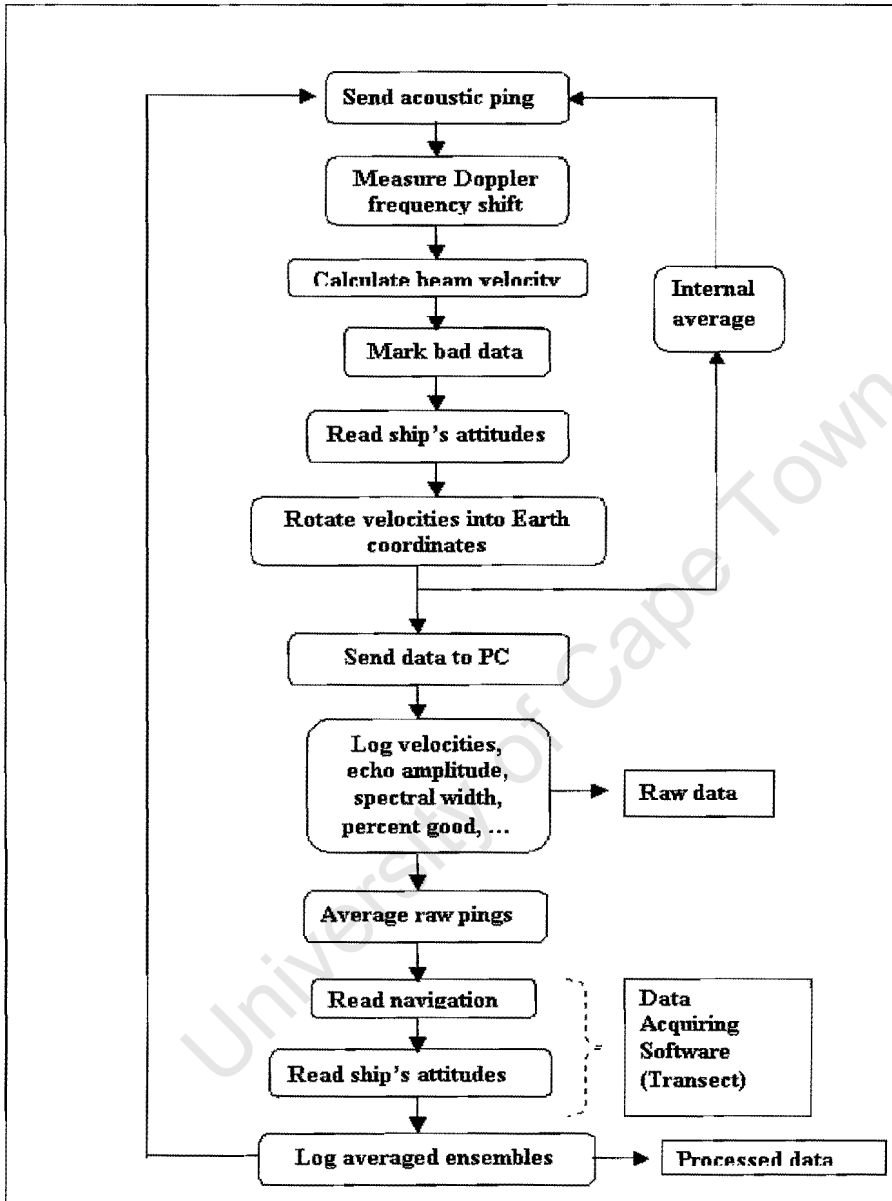 Send acoustic ping
Measure Doppler
frequency shift
Calculate beam velocity
Internal
average
Mark bad data
Read ship's attitudes
Rotate velocities into Earth
coordinates
Send data to PC
Log velocities,
echo amplitude,
spectral width,
percent good, ...
Raw data
Average raw pings
Read navigation
Data
Acquiring
Software
(Transect)
Read ship's attitudes
Log averaged ensembles
Processed data
University of Cape Town